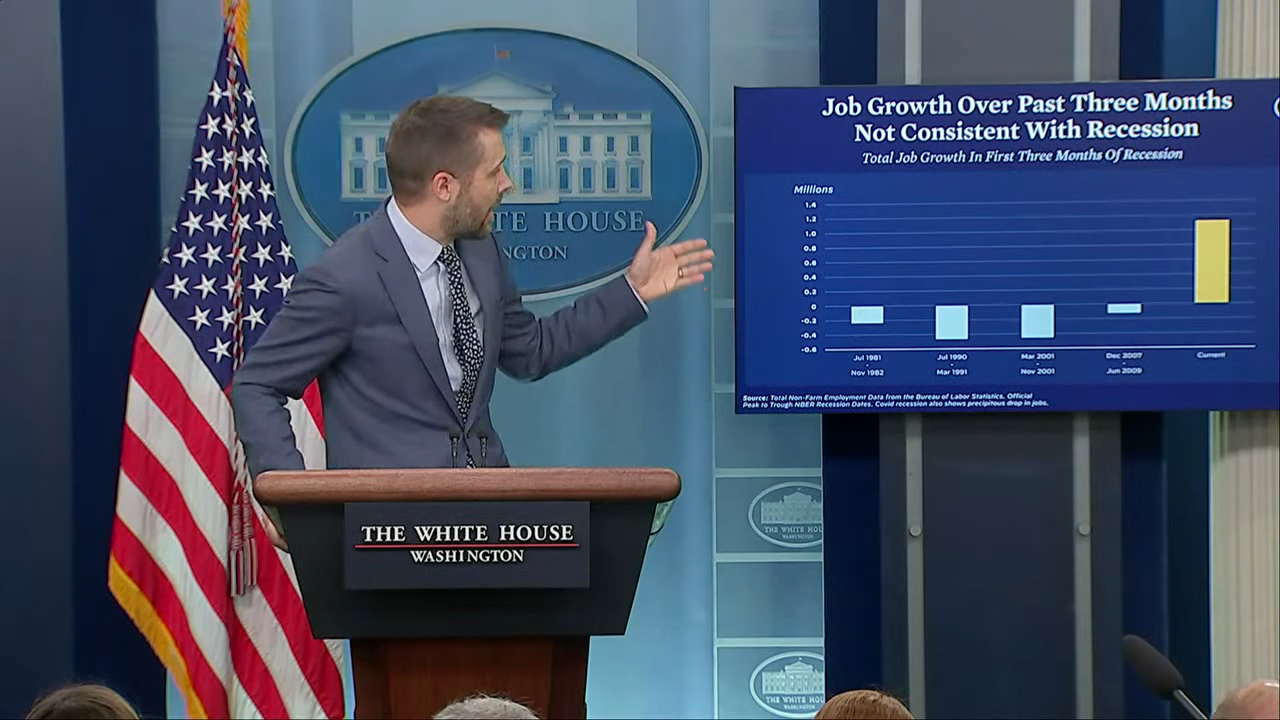 THE WHITE HOUSE
WASHINGTON
Job Growth Over Past Three Months
Not Consistent With Recession
Total Job Growth In First Three Months Of Recession
Millions
1.4
1.2
1.0
0.8
0.6
0.4
0.2
0
-0.2
-0.4
-0.6
Jul 1981 Jul 1990 Mar 2001 Dec 2007 Current
- - - -
Nov 1982 Mar 1991 Nov 2001 Jun 2009
Source: Total Non-Farm Employment Data from the Bureau of Labor Statistics. Official
Peak to Trough NBER Recession Dates. Covid recession also shows precipitous drop in jobs.
TE HOUSE
NGTON
THE WHITE HOUSE
WASHINGTON
THE WHITE HOU